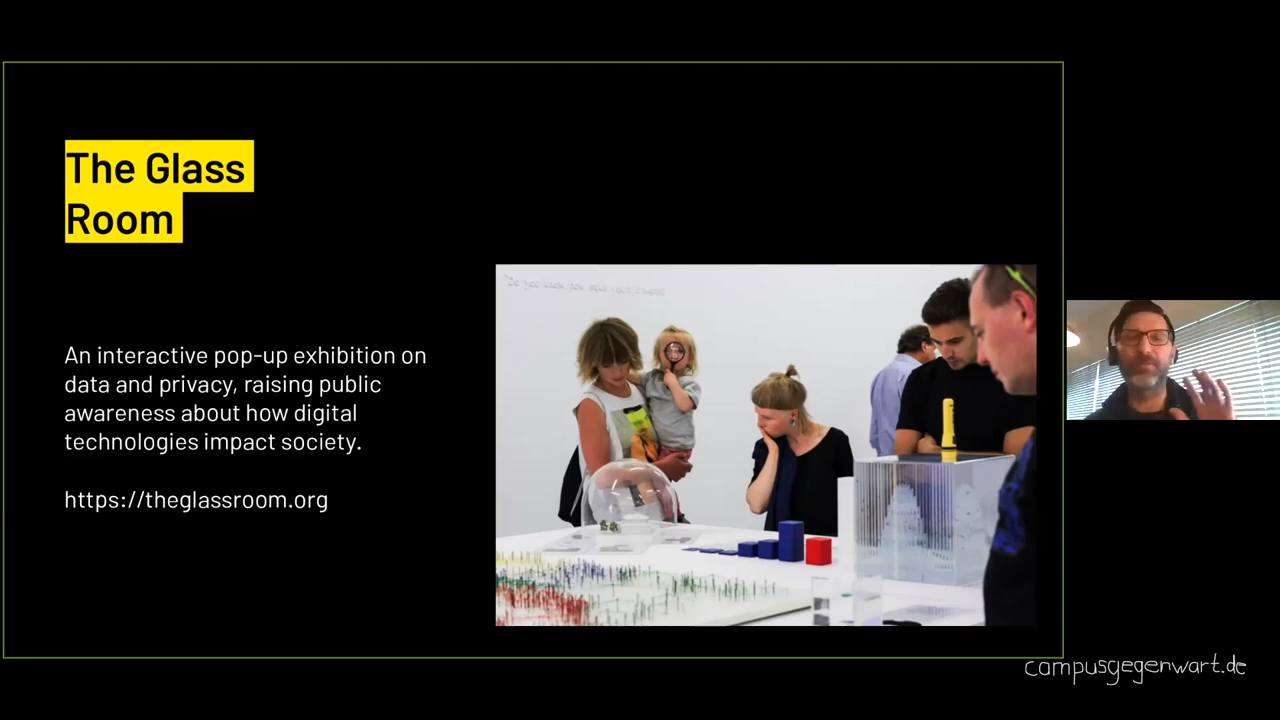 The Glass
Room
An interactive pop-up exhibition on
data and privacy, raising public
awareness about how digital
technologies impact society.
https://theglassroom.org
campusgegenwart.de